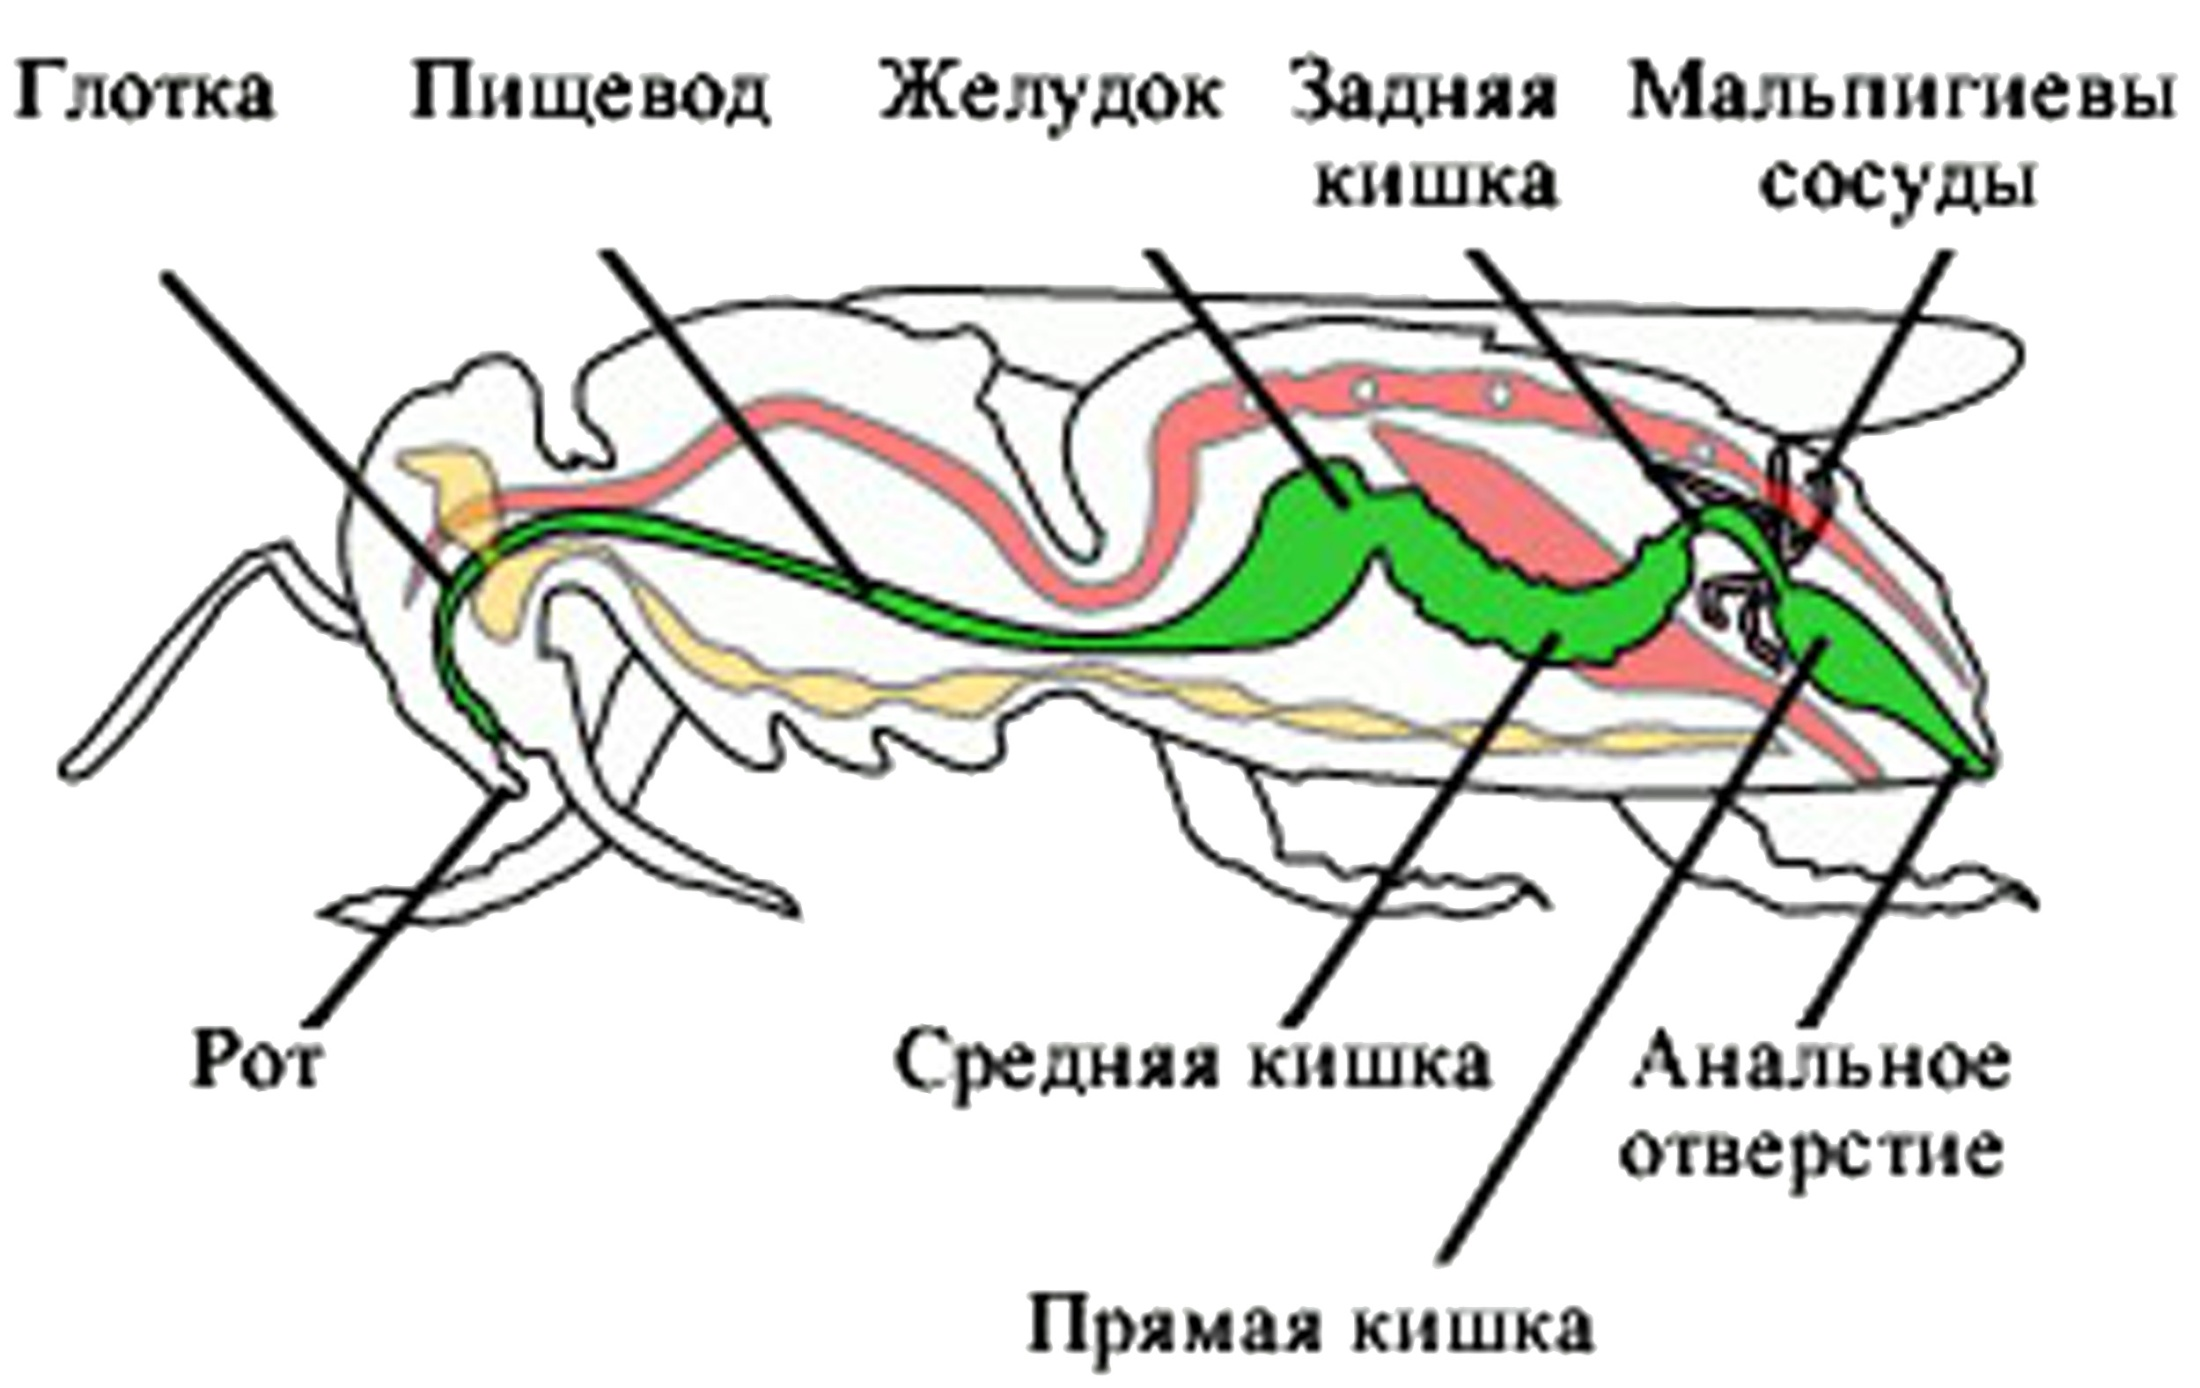 Глотка
Пищевод
Желудок
Задняя
кишка
Мальпигиевы
сосуды
Рот
Средняя кишка
Анальное
отверстие
Прямая кишка